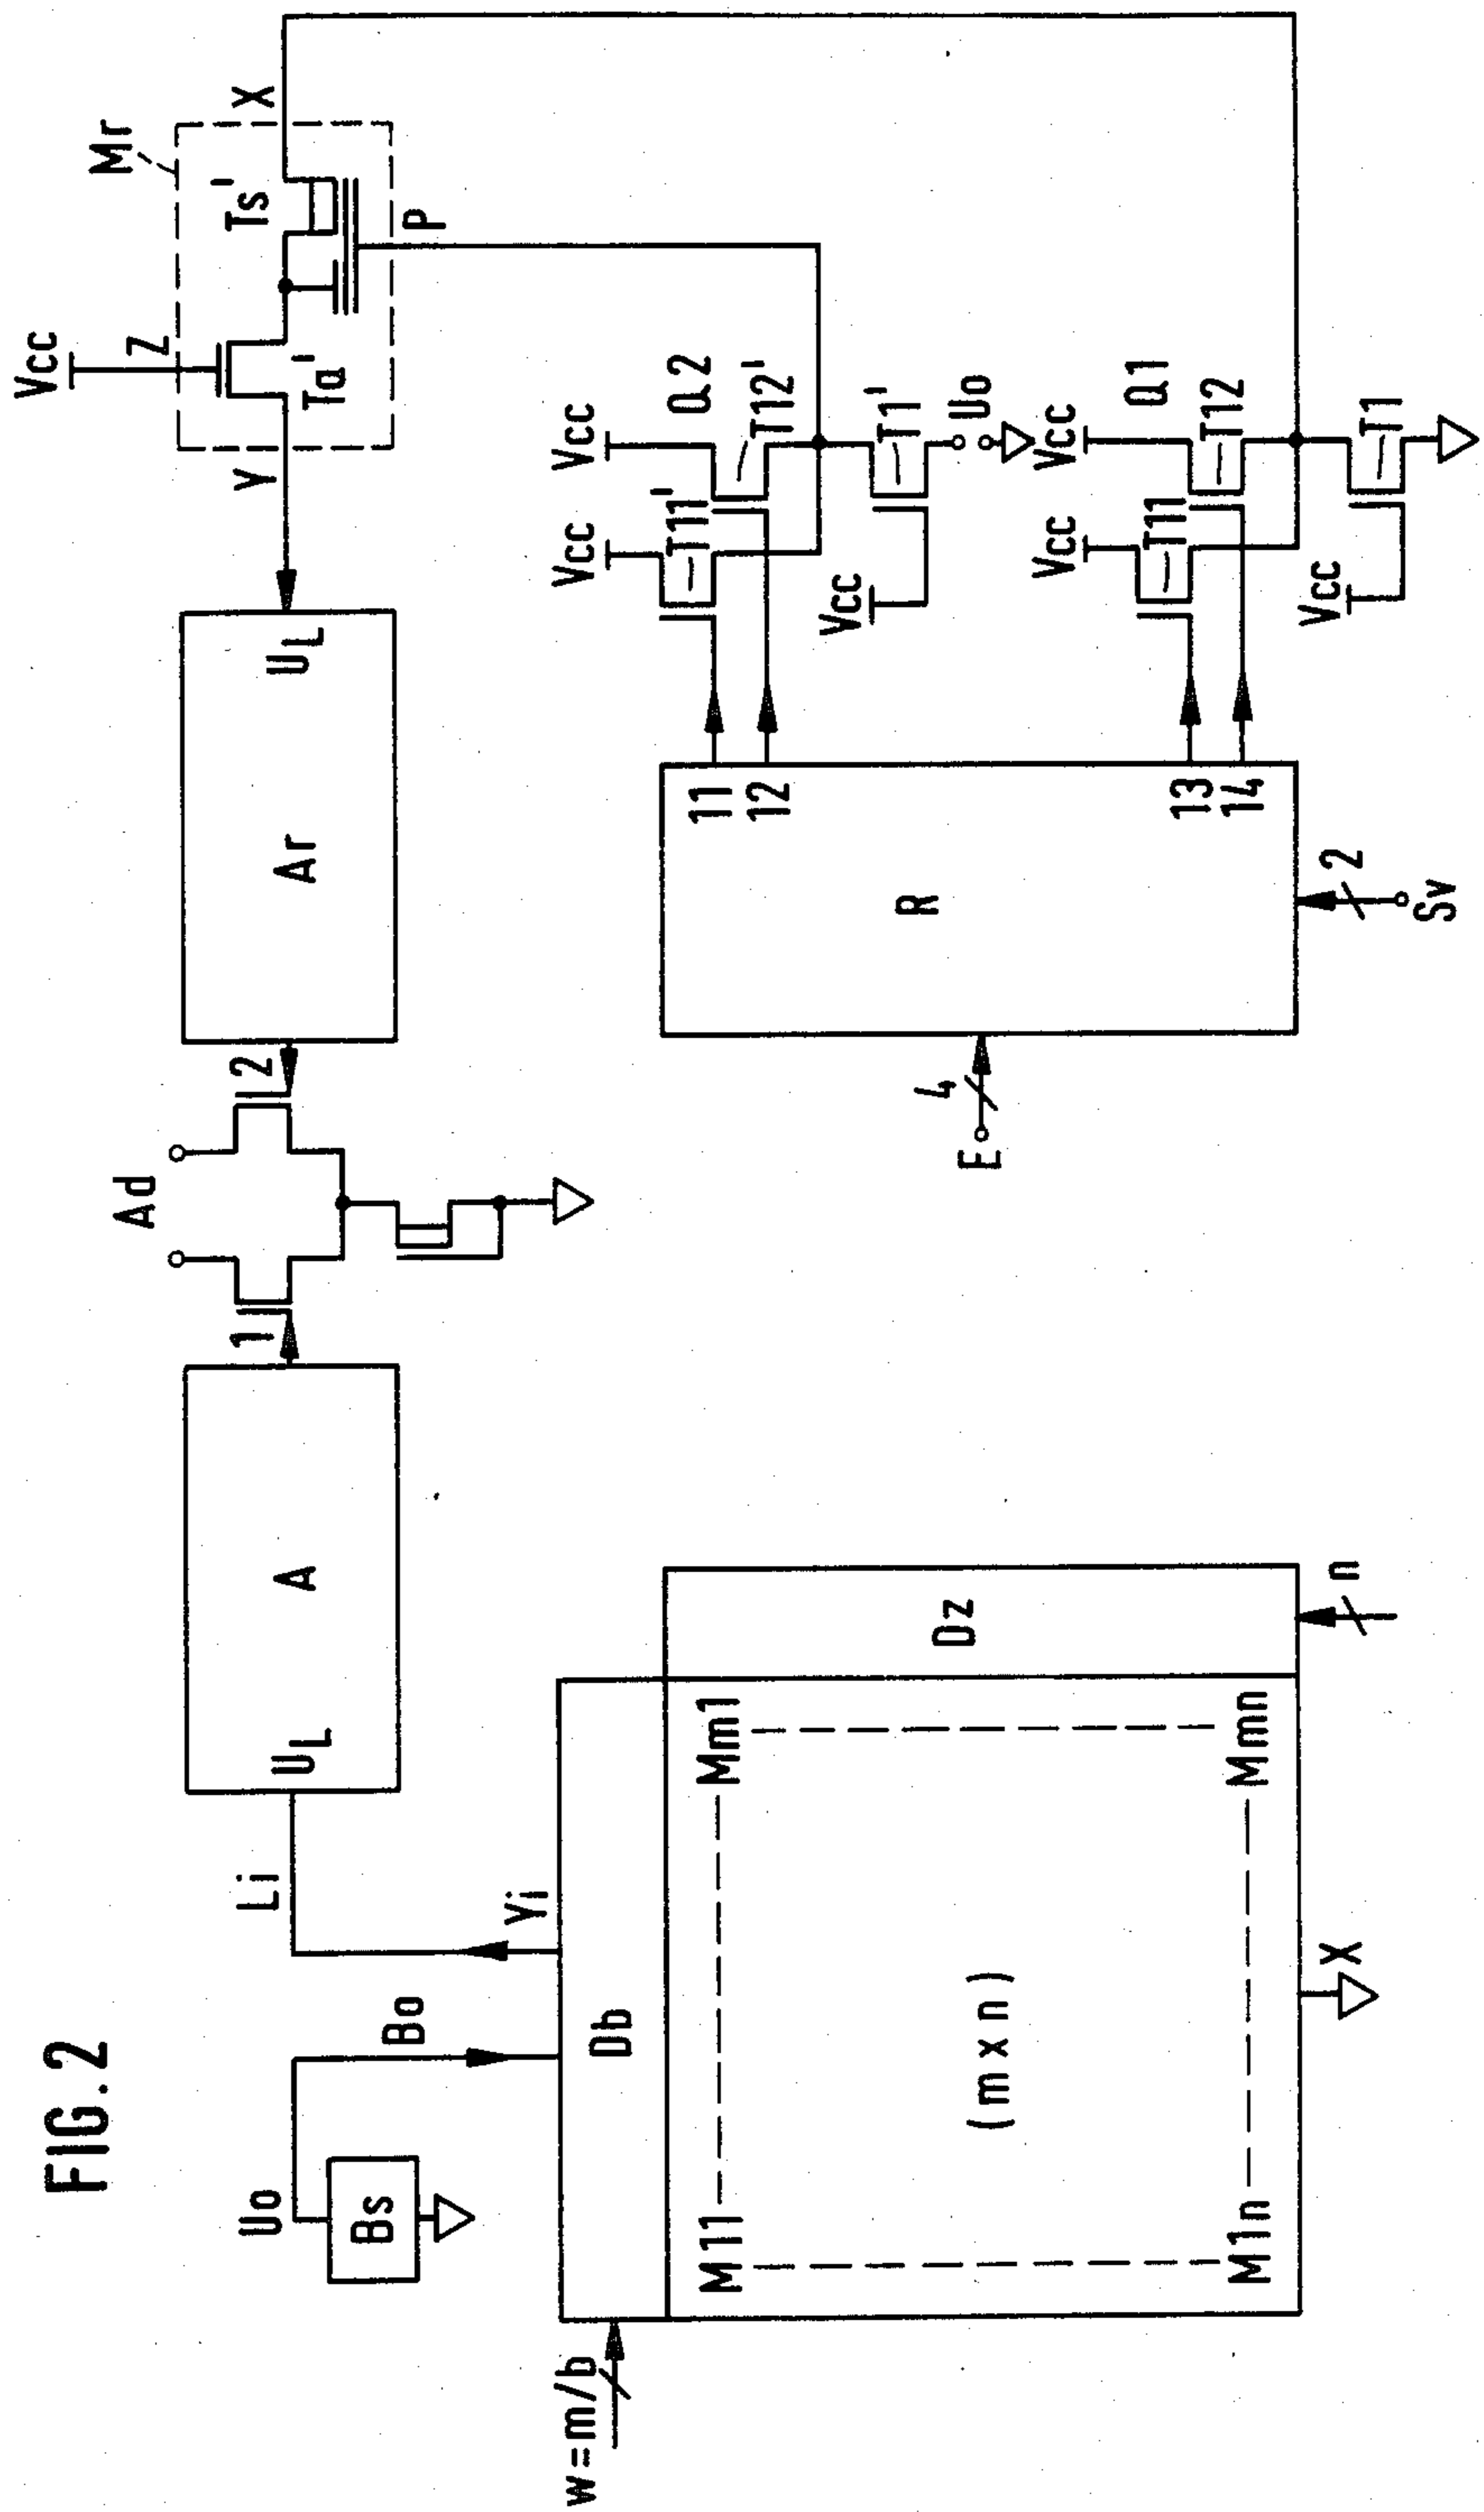 FIG.2
w=m/b
Uo
Bs
Bo
Li
Yi
Db
M11
Mm1
(m x n)
M1n
Mmn
Dz
n
X
UL
A
1
Ad
2
Ar
UL
Y
Vcc
Z
Ta'
Ts'
Mr
X
P
E
4
R
11
12
13
14
2
Sv
Vcc
T11'
Vcc
Q2
T12'
Vcc
T1'
Uo
Vcc
T11
Vcc
Q1
T12
Vcc
T1